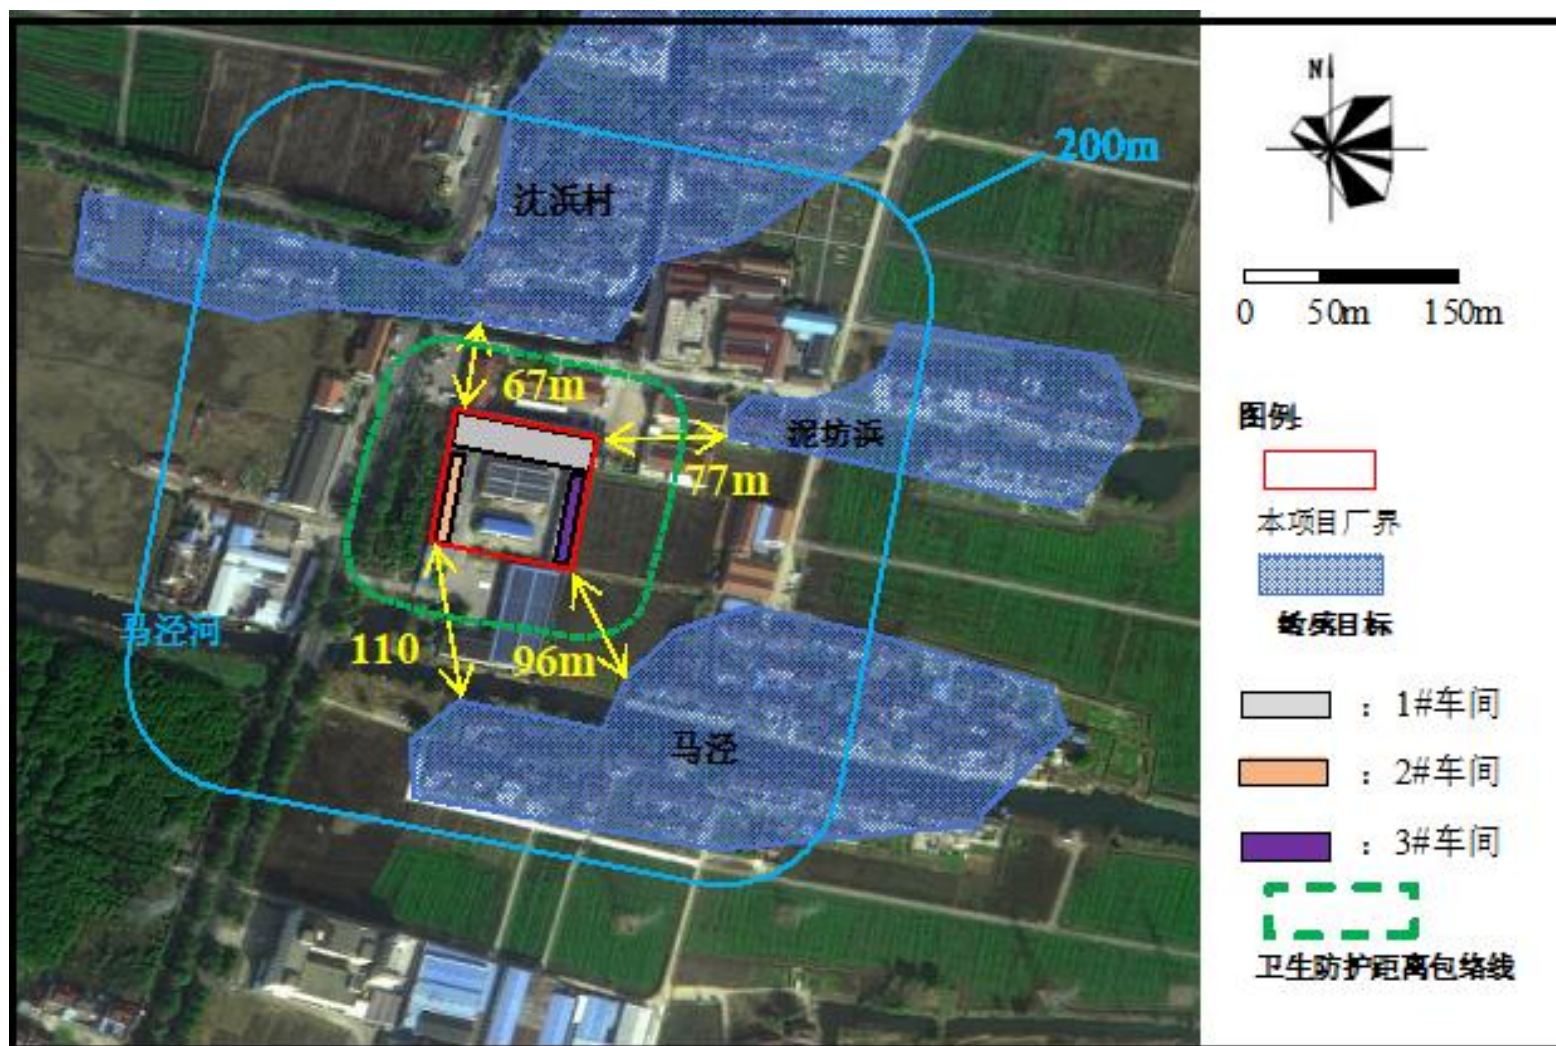 N
200m
沈浜村
0 50m 150m
67m
图例:
泥坊浜
77m
本项目厂界
马泾河
敏感目标
110
96m
马泾
: 1#车间
: 2#车间
: 3#车间
卫生防护距离包络线